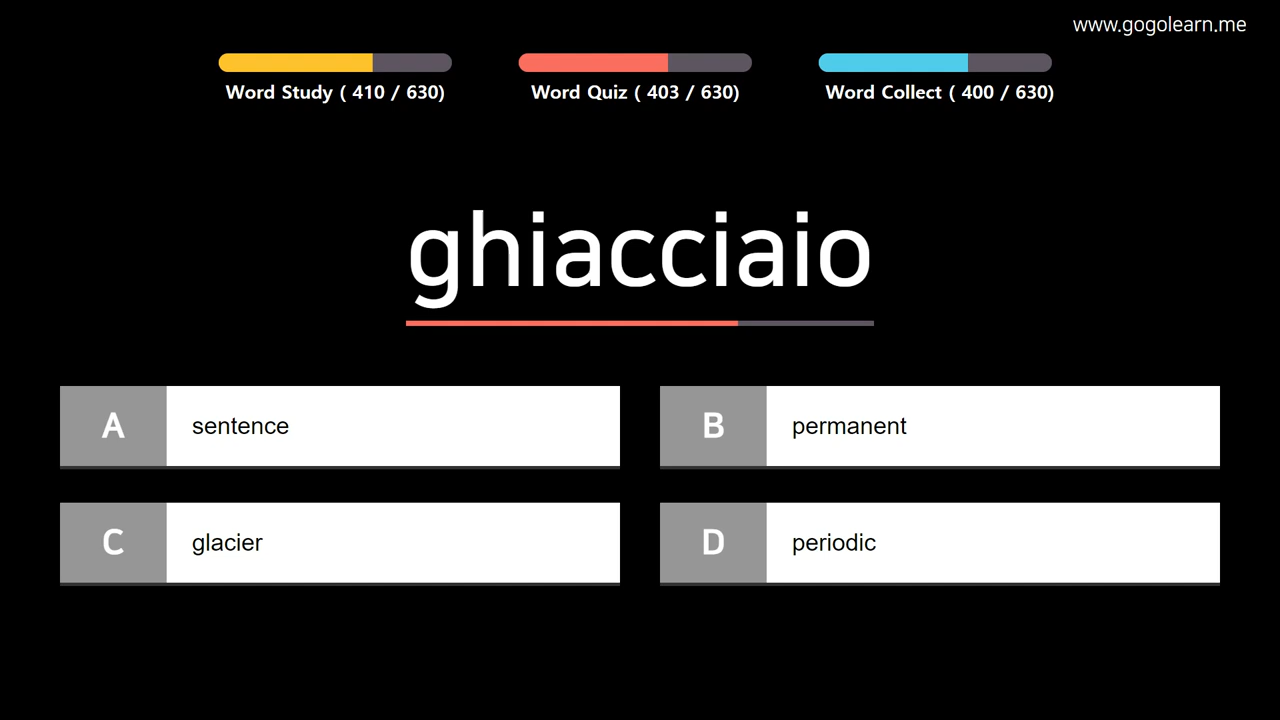 www.gogolearn.me
Word Study ( 410 / 630)
Word Quiz ( 403 / 630)
Word Collect ( 400 / 630)
ghiacciaio
A sentence
B permanent
C glacier
D periodic